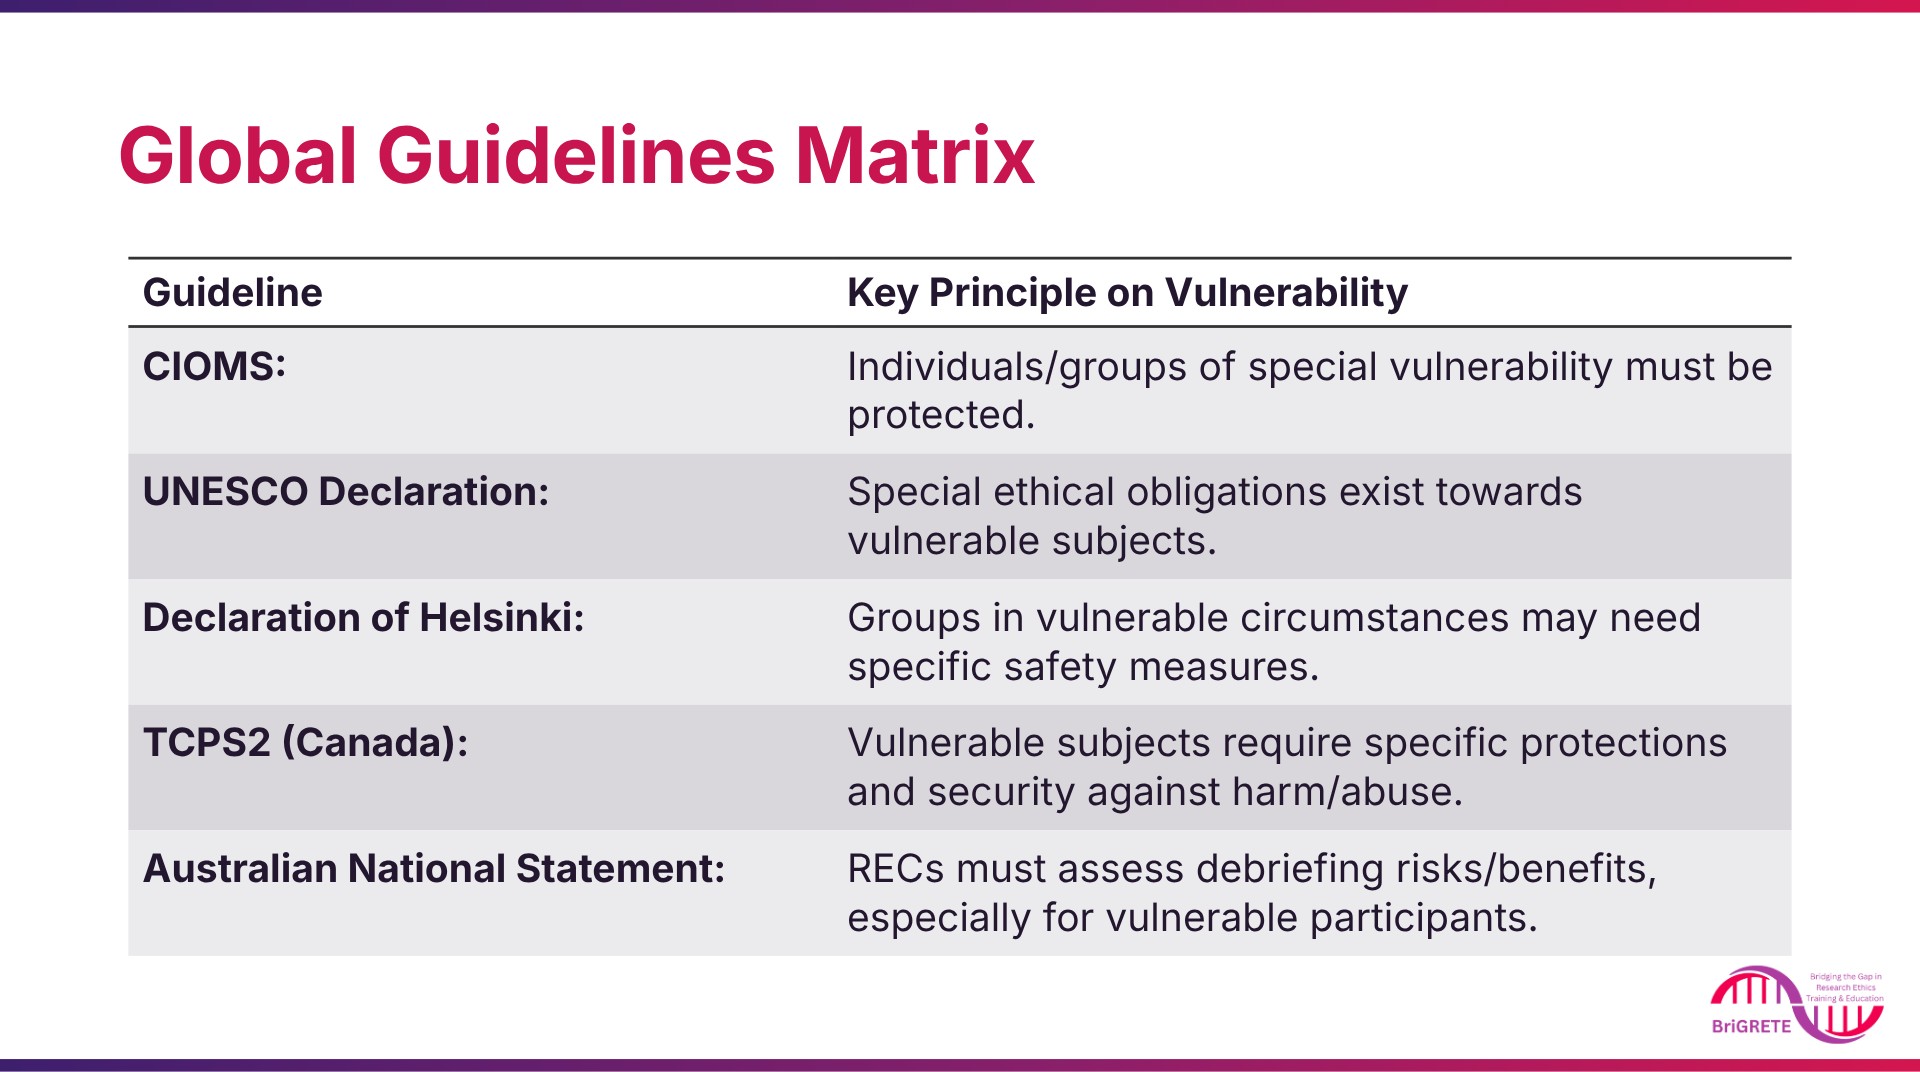 Global Guidelines Matrix
Guideline
Key Principle on Vulnerability
CIOMS:
Individuals/groups of special vulnerability must be
protected.
UNESCO Declaration:
Special ethical obligations exist towards
vulnerable subjects.
Declaration of Helsinki:
Groups in vulnerable circumstances may need
specific safety measures.
TCPS2 (Canada):
Vulnerable subjects require specific protections
and security against harm/abuse.
Australian National Statement:
RECs must assess debriefing risks/benefits,
especially for vulnerable participants.
Bridging the Gap in
Research Ethics
Training & Education
BriGRETE